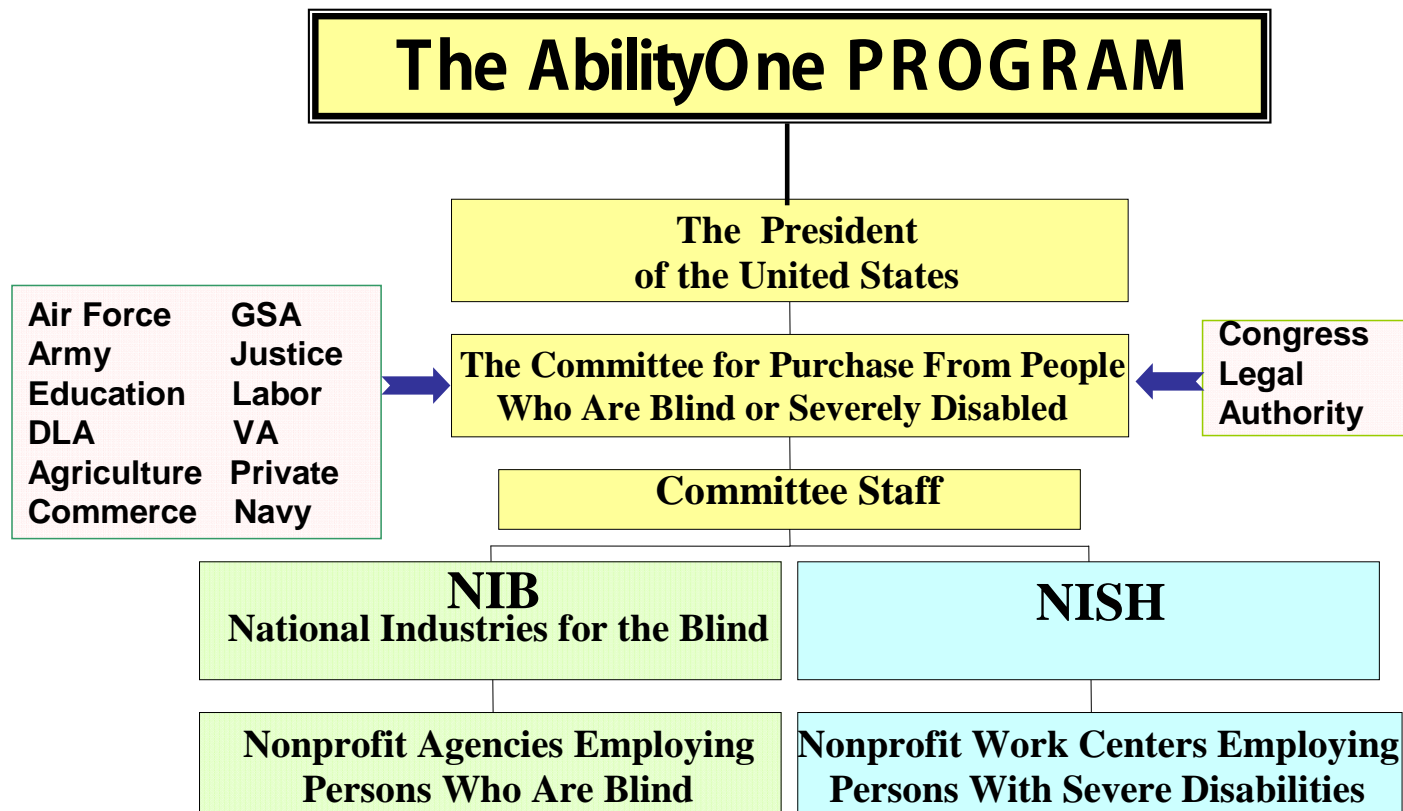 The AbilityOne PROGRAM
The President
of the United States
Air Force GSA
Army Justice
Education Labor
DLA VA
Agriculture Private
Commerce Navy
The Committee for Purchase From People
Who Are Blind or Severely Disabled
Congress
Legal
Authority
Committee Staff
NIB
National Industries for the Blind
NISH
Nonprofit Agencies Employing
Persons Who Are Blind
Nonprofit Work Centers Employing
Persons With Severe Disabilities